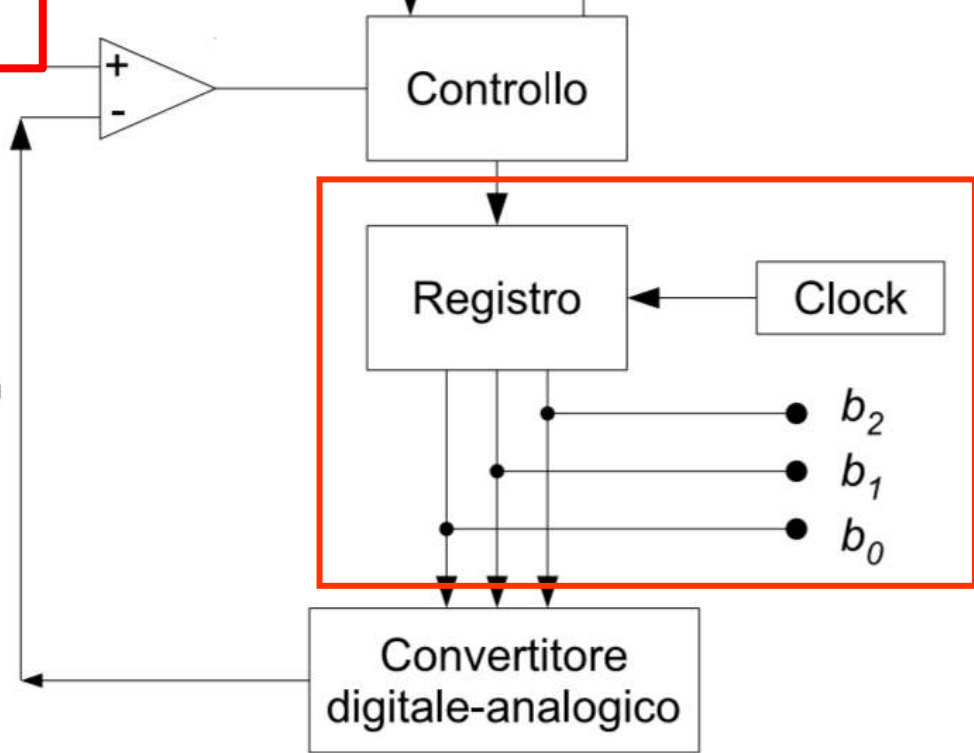 +
Controllo
-
Registro
Clock
b2
b1
b0
Convertitore
digitale-analogico